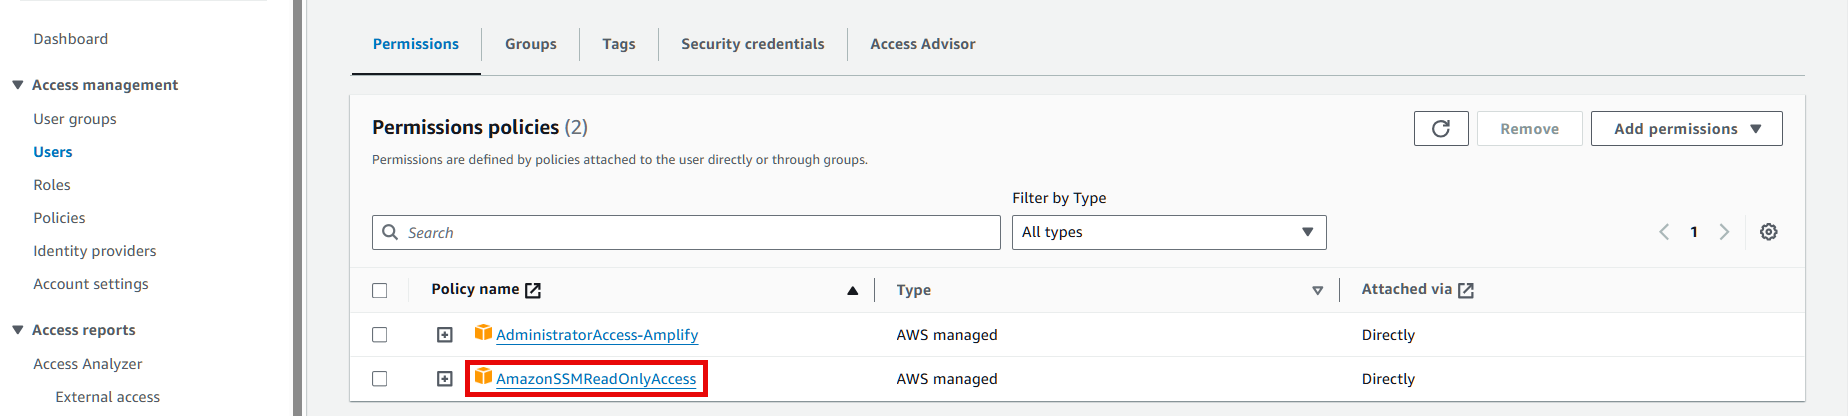 Dashboard
Access management
User groups
Users
Roles
Policies
Identity providers
Account settings
Access reports
Access Analyzer
External access
Permissions
Groups
Tags
Security credentials
Access Advisor
Permissions policies (2)
Remove
Add permissions
Permissions are defined by policies attached to the user directly or through groups.
Filter by Type
Search
All types
1
Policy name
Type
Attached via
AdministratorAccess-Amplify
AWS managed
Directly
AmazonSSMReadOnlyAccess
AWS managed
Directly